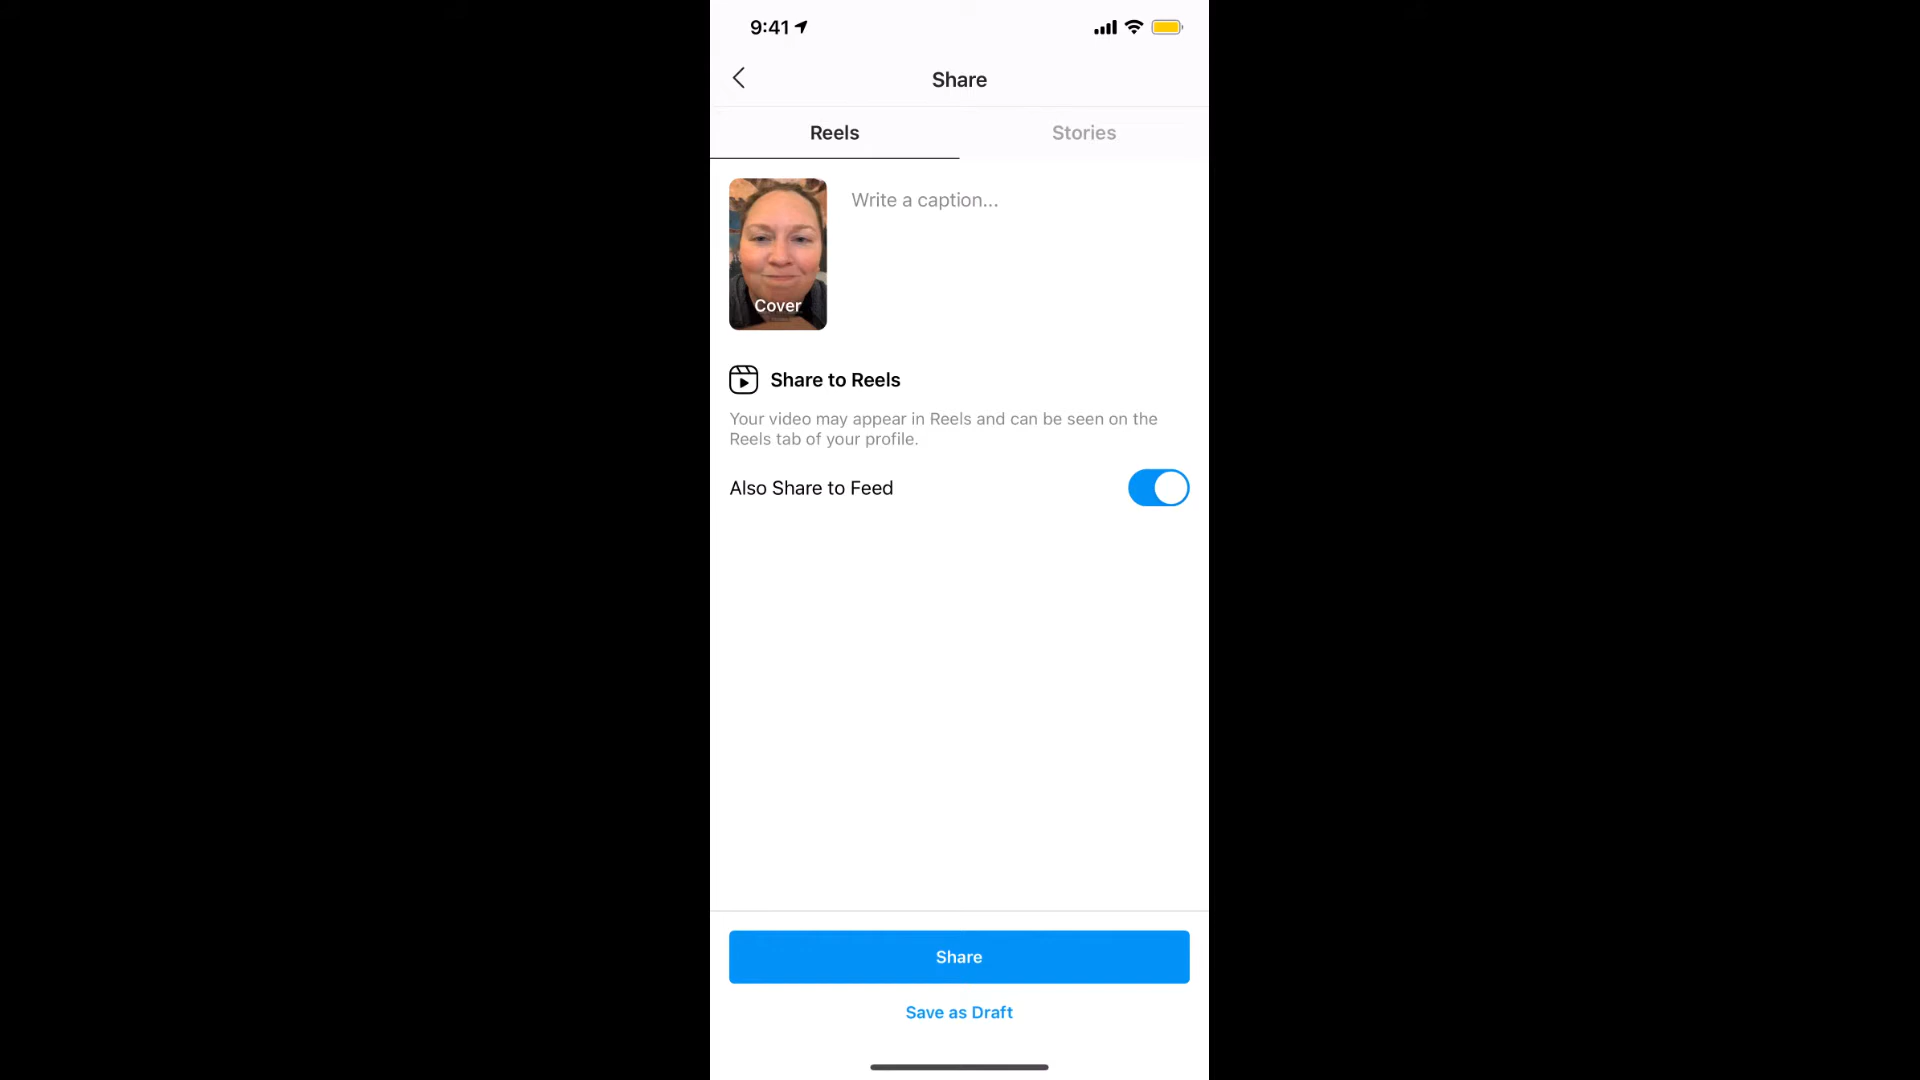 9:41
Share
Reels
Stories
Write a caption...
Cover
Share to Reels
Your video may appear in Reels and can be seen on the
Reels tab of your profile.
Also Share to Feed
Share
Save as Draft